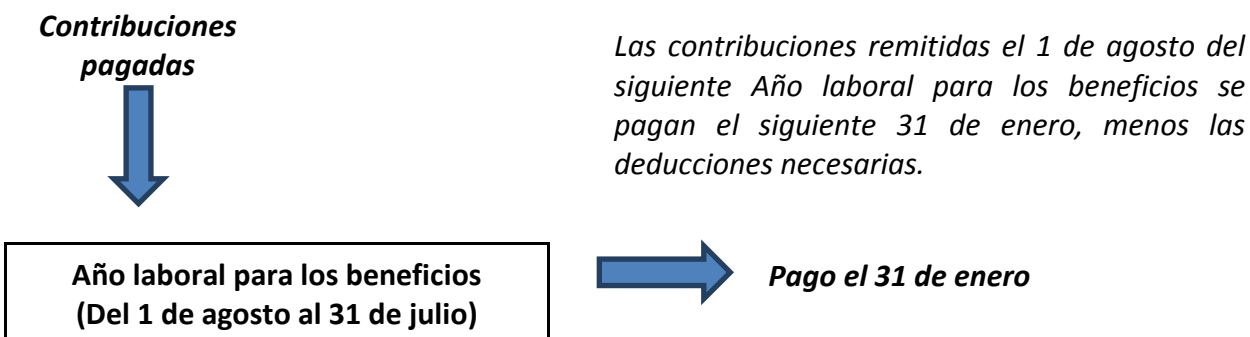 Contribuciones
pagadas
Las contribuciones remitidas el 1 de agosto del
siguiente Año laboral para los beneficios se
pagan el siguiente 31 de enero, menos las
deducciones necesarias.
Año laboral para los beneficios
(Del 1 de agosto al 31 de julio)
Pago el 31 de enero